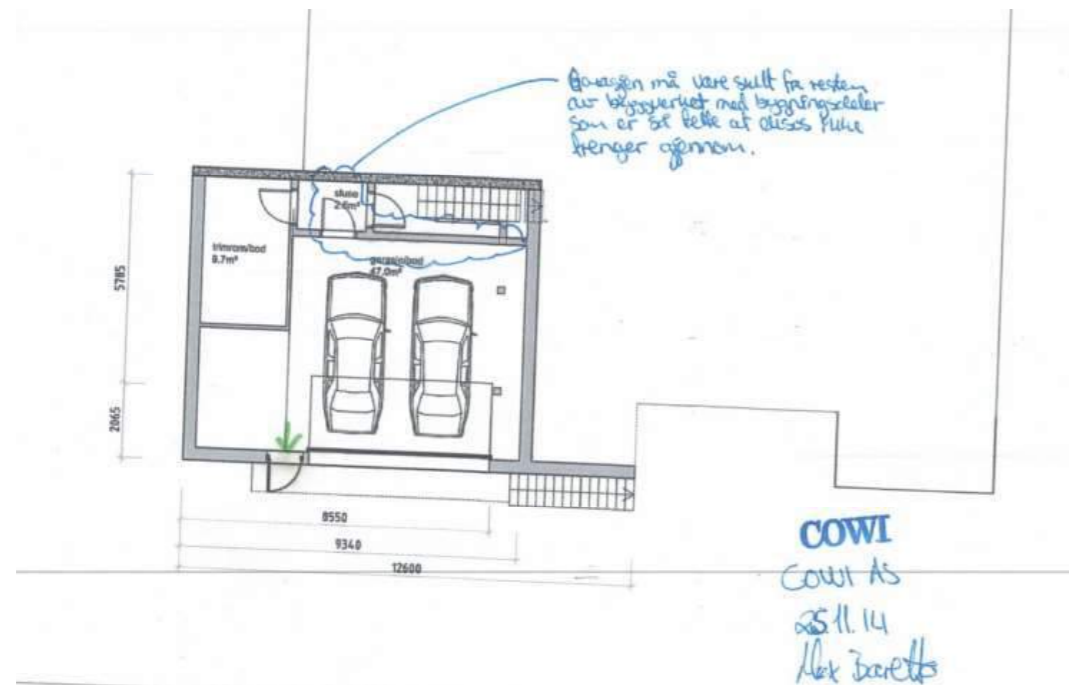 Garasjen må være skilt fra resten
av byggverket med bygningsdeler
som er så tette at eksos ikke
trenger gjennom.
sluse
2.6m²
trimrom/bod
8.7m²
garasje/bod
47.0m²
5785
2065
8550
9340
12600
COWI
COWI AS
25.11.14